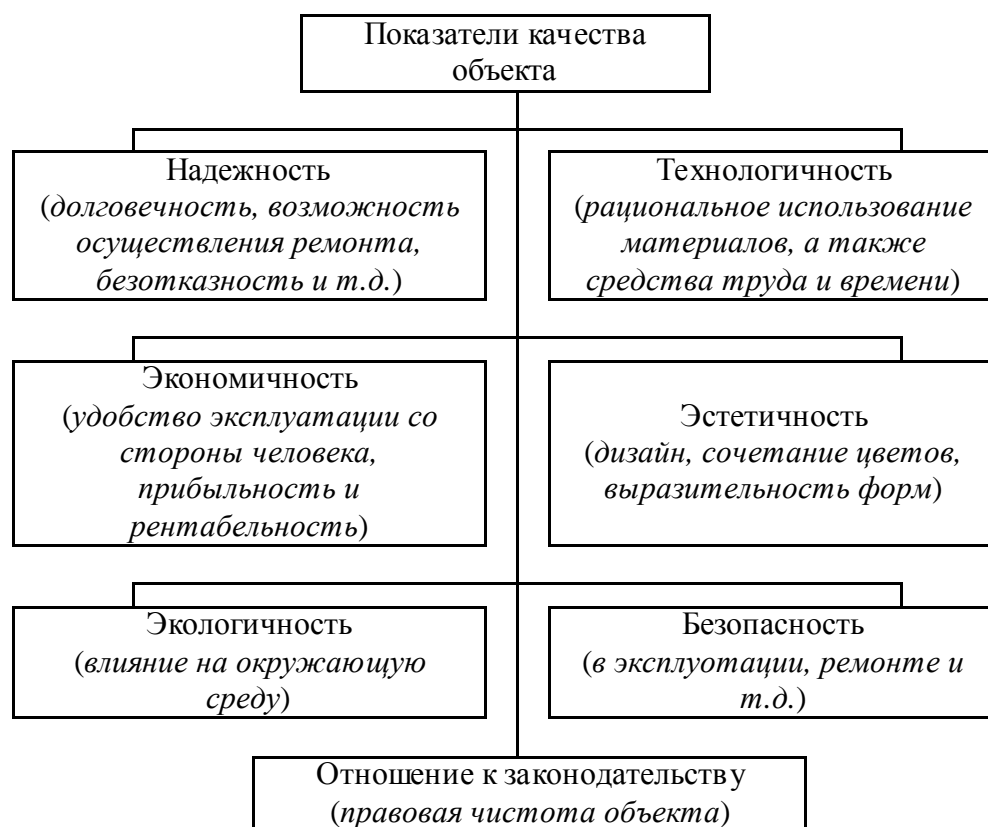 Показатели качества
объекта
Надежность
(долговечность, возможность
осуществления ремонта,
безотказность и т.д.)
Технологичность
(рациональное использование
материалов, а также
средства труда и времени)
Экономичность
(удобство эксплуатации со
стороны человека,
прибыльность и
рентабельность)
Эстетичность
(дизайн, сочетание цветов,
выразительность форм)
Экологичность
(влияние на окружающую
среду)
Безопасность
(в эксплуотации, ремонте и
т.д.)
Отношение к законодательству
(правовая чистота объекта)